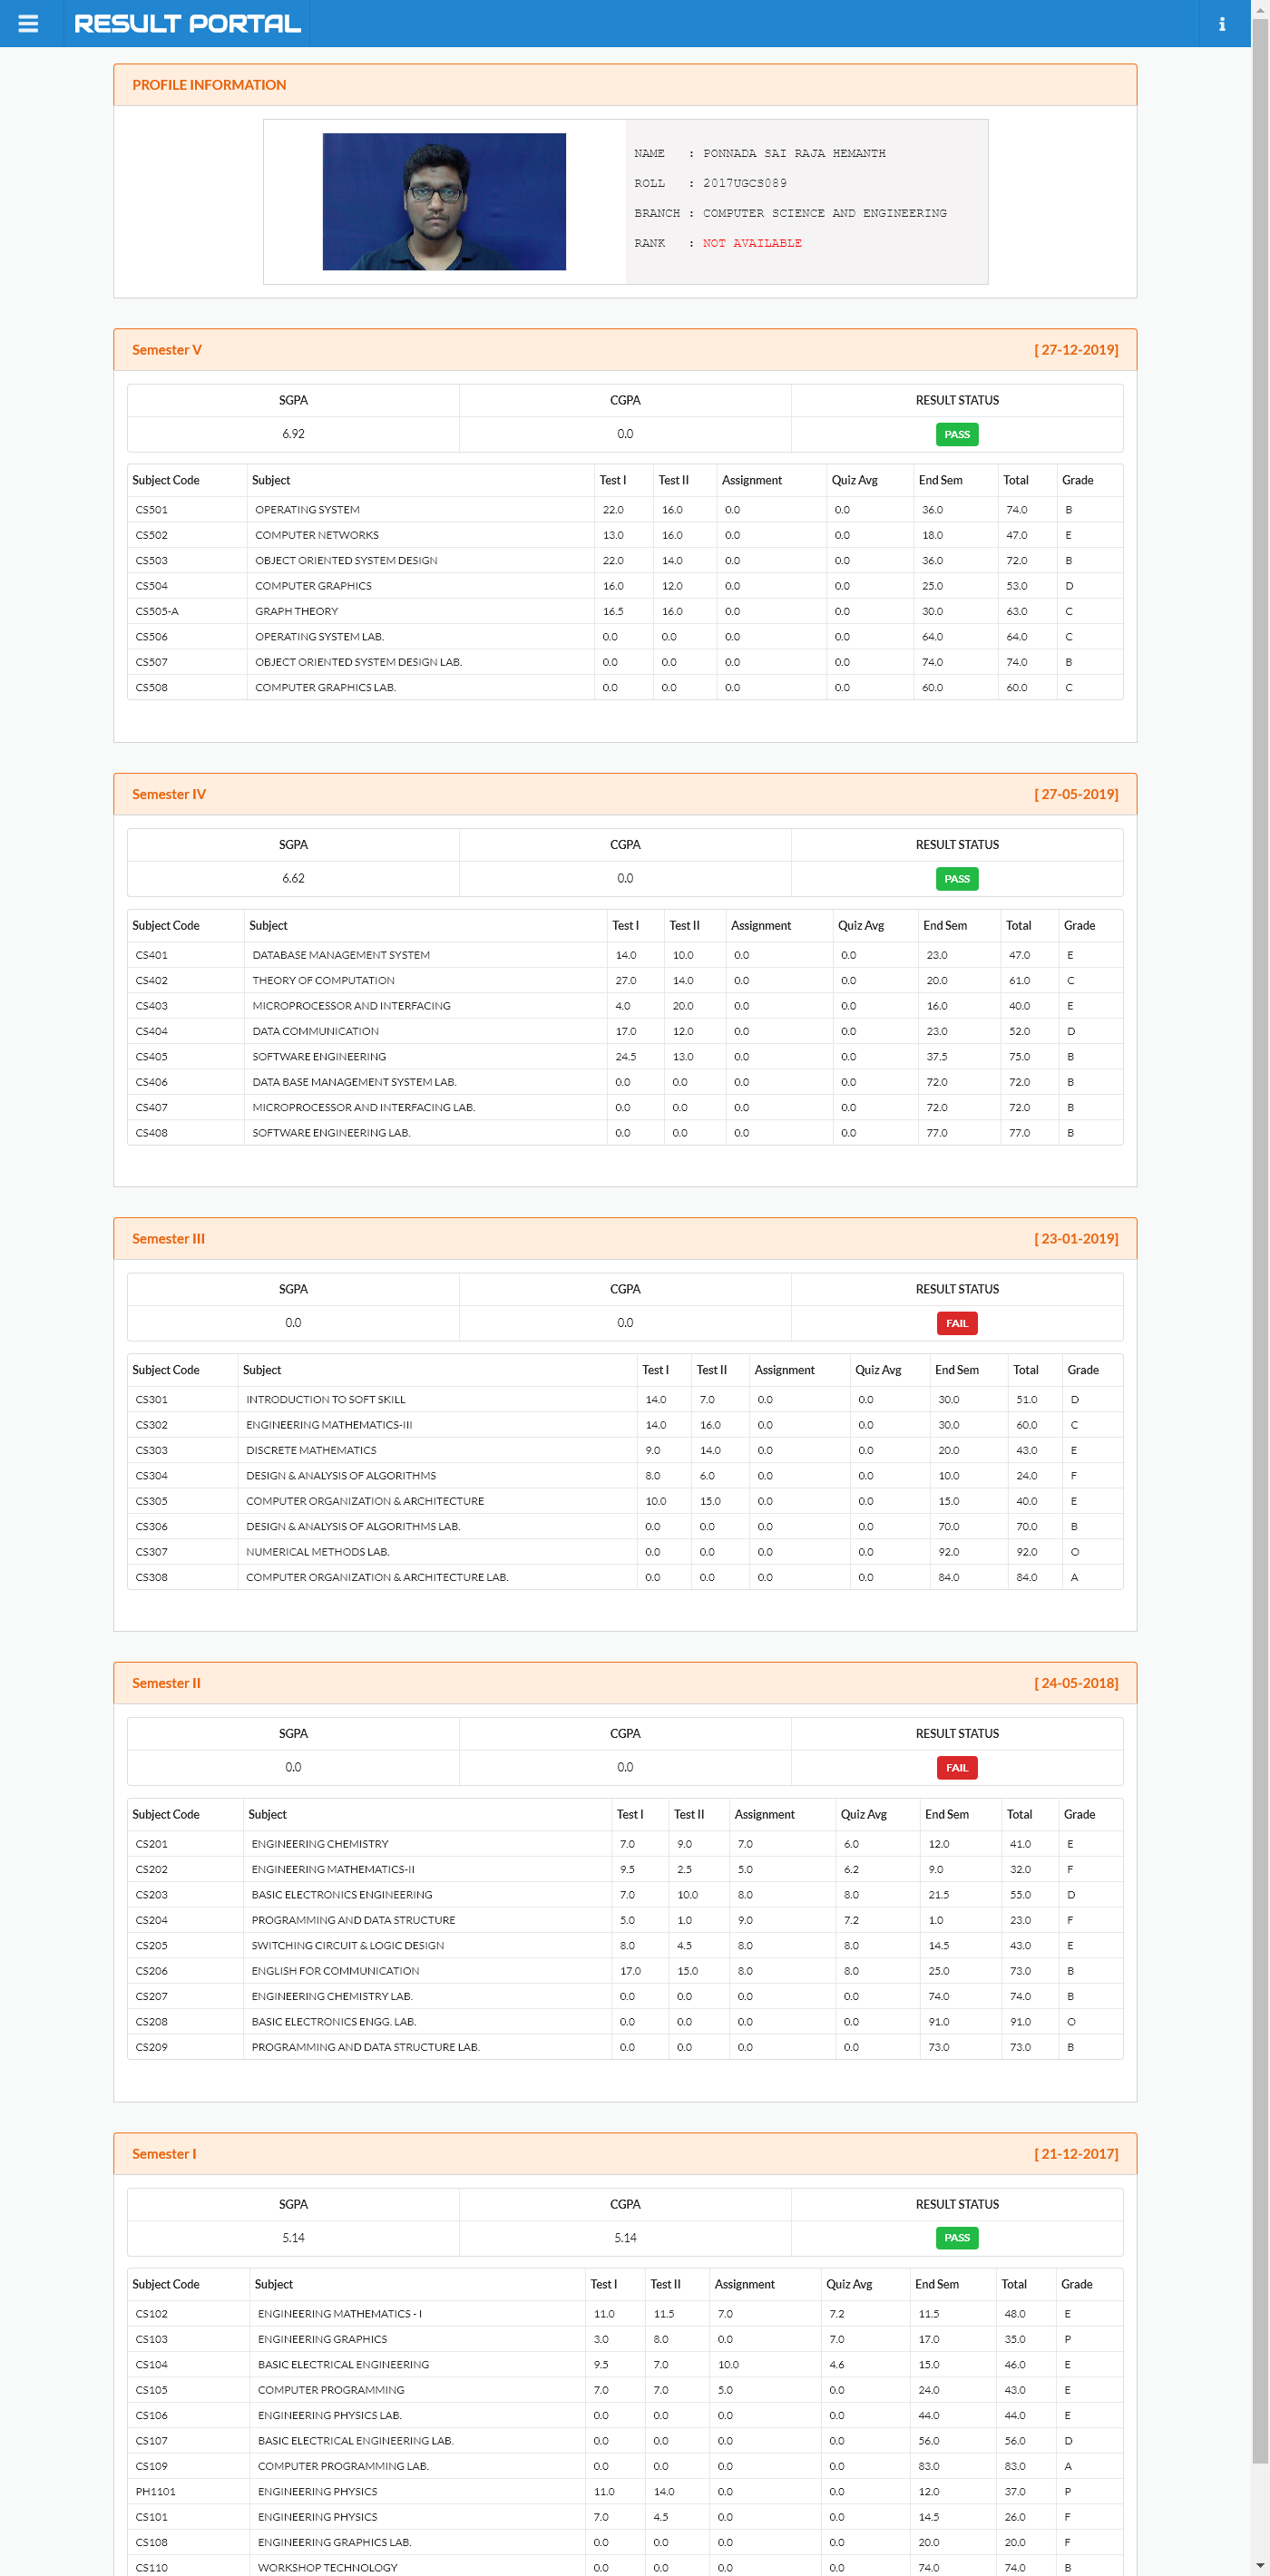 RESULT PORTAL
PROFILE INFORMATION
NAME : PONNADA SAI RAJA HEMANTH
ROLL : 2017UGCS089
BRANCH : COMPUTER SCIENCE AND ENGINEERING
RANK : NOT AVAILABLE
Semester V [ 27-12-2019]
SGPA CGPA RESULT STATUS
6.92 0.0 PASS
Subject Code Subject Test I Test II Assignment Quiz Avg End Sem Total Grade
CS501 OPERATING SYSTEM 22.0 16.0 0.0 0.0 36.0 74.0 B
CS502 COMPUTER NETWORKS 13.0 16.0 0.0 0.0 18.0 47.0 E
CS503 OBJECT ORIENTED SYSTEM DESIGN 22.0 14.0 0.0 0.0 36.0 72.0 B
CS504 COMPUTER GRAPHICS 16.0 12.0 0.0 0.0 25.0 53.0 D
CS505-A GRAPH THEORY 16.5 16.0 0.0 0.0 30.0 63.0 C
CS506 OPERATING SYSTEM LAB. 0.0 0.0 0.0 0.0 64.0 64.0 C
CS507 OBJECT ORIENTED SYSTEM DESIGN LAB. 0.0 0.0 0.0 0.0 74.0 74.0 B
CS508 COMPUTER GRAPHICS LAB. 0.0 0.0 0.0 0.0 60.0 60.0 C
Semester IV [ 27-05-2019]
SGPA CGPA RESULT STATUS
6.62 0.0 PASS
Subject Code Subject Test I Test II Assignment Quiz Avg End Sem Total Grade
CS401 DATABASE MANAGEMENT SYSTEM 14.0 10.0 0.0 0.0 23.0 47.0 E
CS402 THEORY OF COMPUTATION 27.0 14.0 0.0 0.0 20.0 61.0 C
CS403 MICROPROCESSOR AND INTERFACING 4.0 20.0 0.0 0.0 16.0 40.0 E
CS404 DATA COMMUNICATION 17.0 12.0 0.0 0.0 23.0 52.0 D
CS405 SOFTWARE ENGINEERING 24.5 13.0 0.0 0.0 37.5 75.0 B
CS406 DATA BASE MANAGEMENT SYSTEM LAB. 0.0 0.0 0.0 0.0 72.0 72.0 B
CS407 MICROPROCESSOR AND INTERFACING LAB. 0.0 0.0 0.0 0.0 72.0 72.0 B
CS408 SOFTWARE ENGINEERING LAB. 0.0 0.0 0.0 0.0 77.0 77.0 B
Semester III [ 23-01-2019]
SGPA CGPA RESULT STATUS
0.0 0.0 FAIL
Subject Code Subject Test I Test II Assignment Quiz Avg End Sem Total Grade
CS301 INTRODUCTION TO SOFT SKILL 14.0 7.0 0.0 0.0 30.0 51.0 D
CS302 ENGINEERING MATHEMATICS-III 14.0 16.0 0.0 0.0 30.0 60.0 C
CS303 DISCRETE MATHEMATICS 9.0 14.0 0.0 0.0 20.0 43.0 E
CS304 DESIGN & ANALYSIS OF ALGORITHMS 8.0 6.0 0.0 0.0 10.0 24.0 F
CS305 COMPUTER ORGANIZATION & ARCHITECTURE 10.0 15.0 0.0 0.0 15.0 40.0 E
CS306 DESIGN & ANALYSIS OF ALGORITHMS LAB. 0.0 0.0 0.0 0.0 70.0 70.0 B
CS307 NUMERICAL METHODS LAB. 0.0 0.0 0.0 0.0 92.0 92.0 O
CS308 COMPUTER ORGANIZATION & ARCHITECTURE LAB. 0.0 0.0 0.0 0.0 84.0 84.0 A
Semester II [ 24-05-2018]
SGPA CGPA RESULT STATUS
0.0 0.0 FAIL
Subject Code Subject Test I Test II Assignment Quiz Avg End Sem Total Grade
CS201 ENGINEERING CHEMISTRY 7.0 9.0 7.0 6.0 12.0 41.0 E
CS202 ENGINEERING MATHEMATICS-II 9.5 2.5 5.0 6.2 9.0 32.0 F
CS203 BASIC ELECTRONICS ENGINEERING 7.0 10.0 8.0 8.0 21.5 55.0 D
CS204 PROGRAMMING AND DATA STRUCTURE 5.0 1.0 9.0 7.2 1.0 23.0 F
CS205 SWITCHING CIRCUIT & LOGIC DESIGN 8.0 4.5 8.0 8.0 14.5 43.0 E
CS206 ENGLISH FOR COMMUNICATION 17.0 15.0 8.0 8.0 25.0 73.0 B
CS207 ENGINEERING CHEMISTRY LAB. 0.0 0.0 0.0 0.0 74.0 74.0 B
CS208 BASIC ELECTRONICS ENGG. LAB. 0.0 0.0 0.0 0.0 91.0 91.0 O
CS209 PROGRAMMING AND DATA STRUCTURE LAB. 0.0 0.0 0.0 0.0 73.0 73.0 B
Semester I [ 21-12-2017]
SGPA CGPA RESULT STATUS
5.14 5.14 PASS
Subject Code Subject Test I Test II Assignment Quiz Avg End Sem Total Grade
CS102 ENGINEERING MATHEMATICS - I 11.0 11.5 7.0 7.2 11.5 48.0 E
CS103 ENGINEERING GRAPHICS 3.0 8.0 0.0 7.0 17.0 35.0 P
CS104 BASIC ELECTRICAL ENGINEERING 9.5 7.0 10.0 4.6 15.0 46.0 E
CS105 COMPUTER PROGRAMMING 7.0 7.0 5.0 0.0 24.0 43.0 E
CS106 ENGINEERING PHYSICS LAB. 0.0 0.0 0.0 0.0 44.0 44.0 E
CS107 BASIC ELECTRICAL ENGINEERING LAB. 0.0 0.0 0.0 0.0 56.0 56.0 D
CS109 COMPUTER PROGRAMMING LAB. 0.0 0.0 0.0 0.0 83.0 83.0 A
PH1101 ENGINEERING PHYSICS 11.0 14.0 0.0 0.0 12.0 37.0 P
CS101 ENGINEERING PHYSICS 7.0 4.5 0.0 0.0 14.5 26.0 F
CS108 ENGINEERING GRAPHICS LAB. 0.0 0.0 0.0 0.0 20.0 20.0 F
CS110 WORKSHOP TECHNOLOGY 0.0 0.0 0.0 0.0 74.0 74.0 B